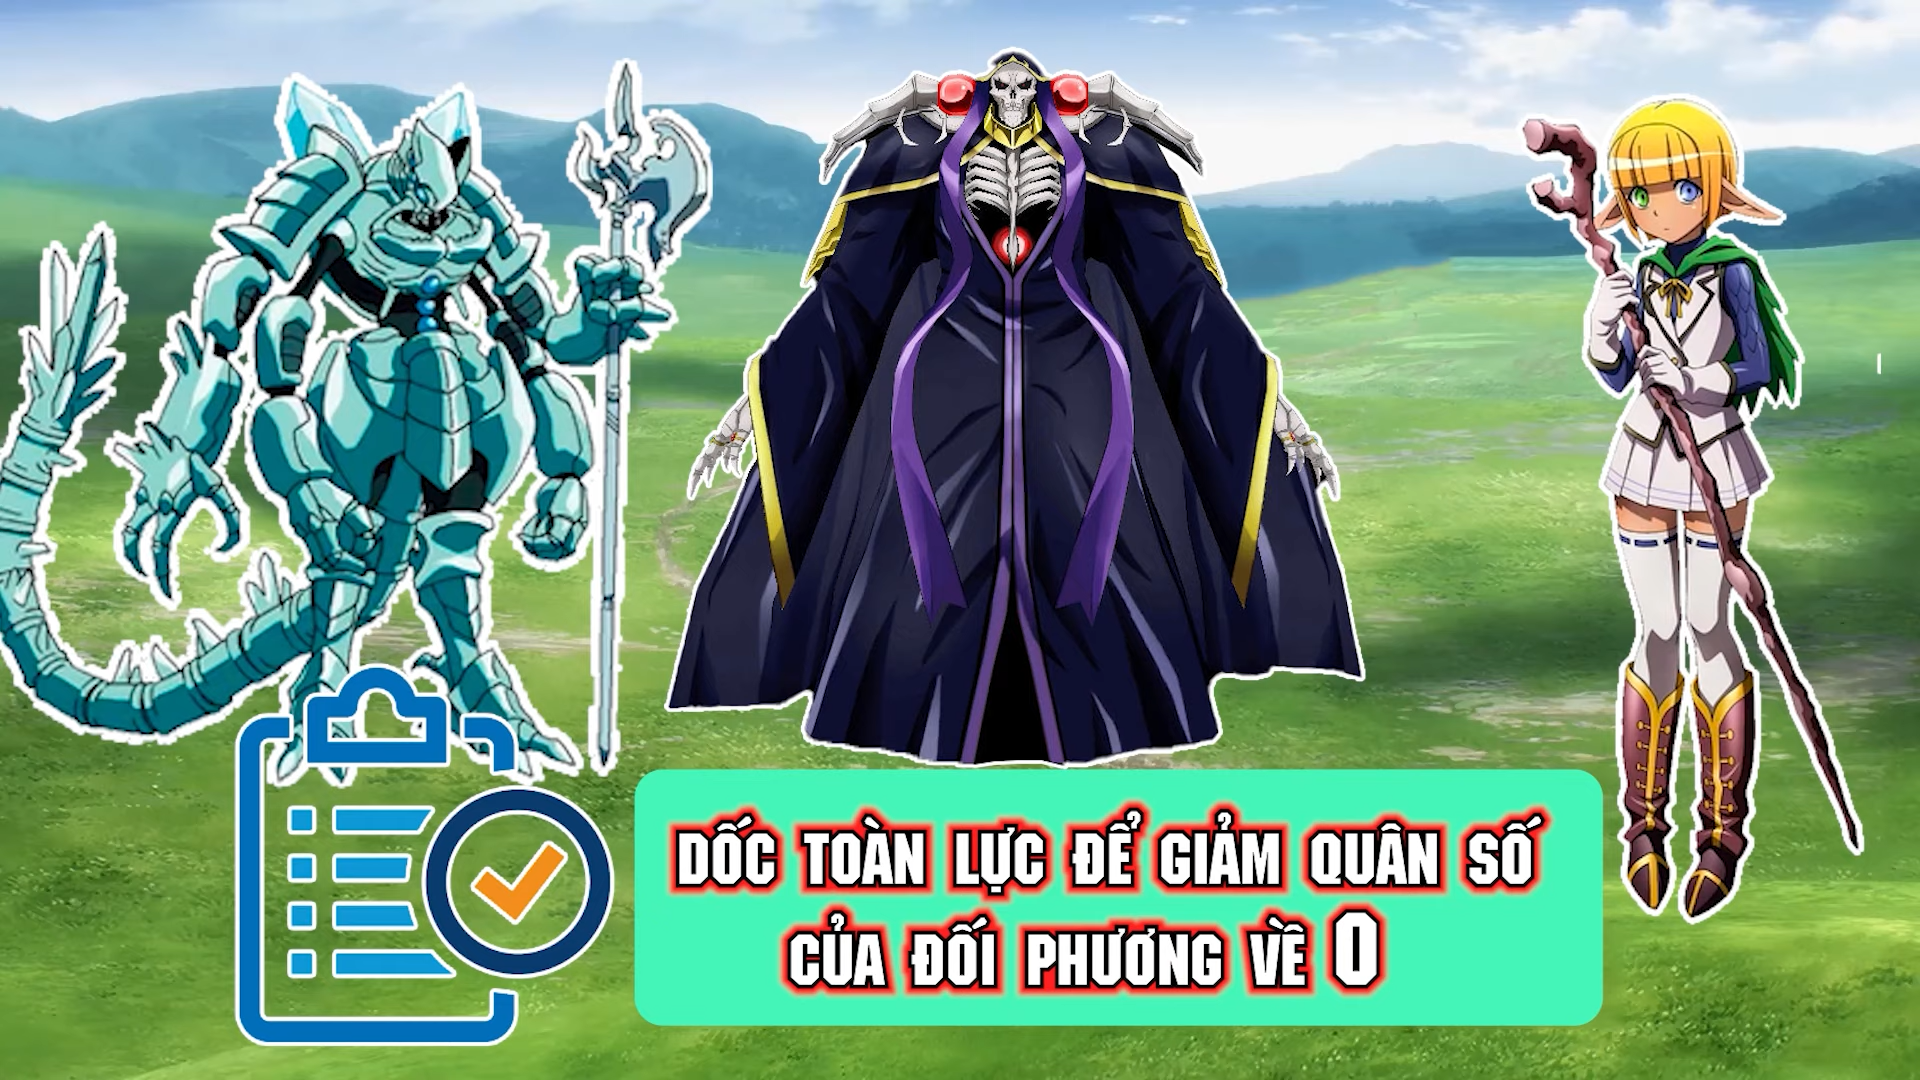 DỐC TOÀN LỰC ĐỂ GIẢM QUÂN SỐ
CỦA ĐỐI PHƯƠNG VỀ 0